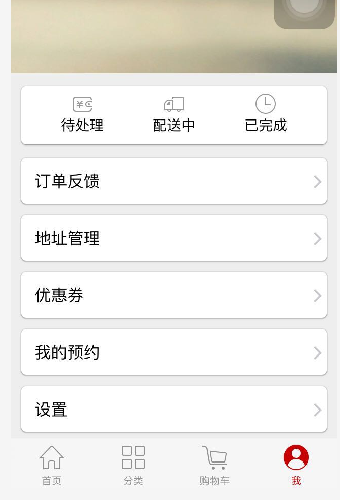 待处理 配送中 已完成
订单反馈
地址管理
优惠券
我的预约
设置
首页 分类 购物车 我